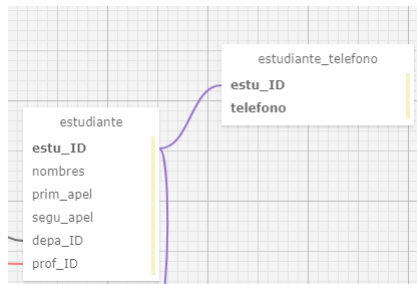 estudiante_telefono
estu_ID
telefono
estudiante
estu_ID
nombres
prim_apel
segu_apel
depa_ID
prof_ID